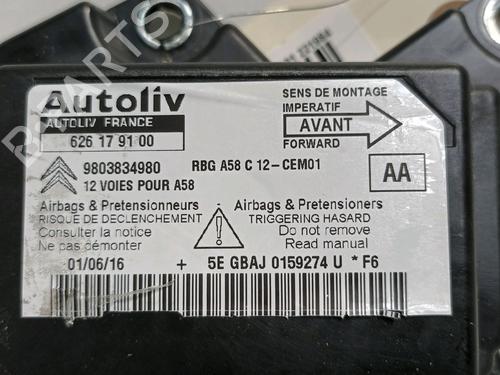 Autoliv
AUTOLIV FRANCE
626 17 91 00
SENS DE MONTAGE
IMPERATIF
AVANT
FORWARD
9803834980
RBG A58 C 12-CEM01
12 VOIES POUR A58
AA
Airbags & Pretensionneurs
RISQUE DE DECLENCHEMENT
Consulter la notice
Ne pas démonter
Airbags & Pretensioners
TRIGGERING HASARD
Do not remove
Read manual
01/06/16 + 5E GBAJ 0159274 U * F6